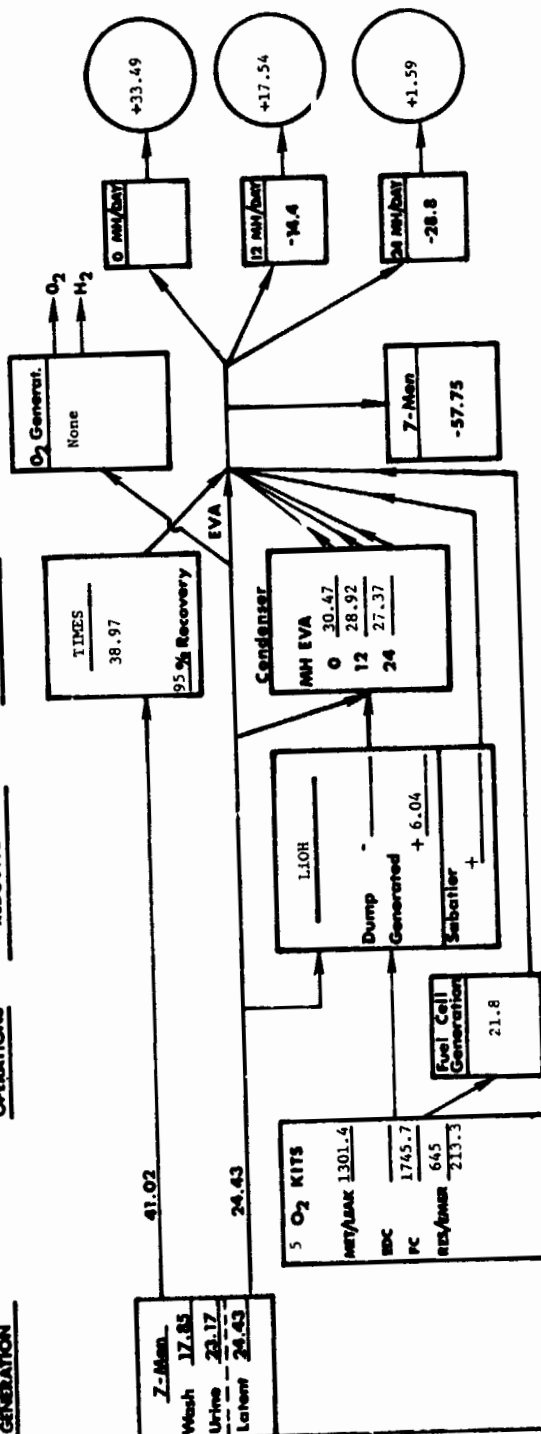 GENERATION
OPERATIONS
7-Men
Wash 17.85
Urine 23.17
Latent 24.43
41.02
24.43
5 O₂ KITS
MET/LEAK 1301.4
EDC
FC 1745.7
RES/EMER 645
213.3
Fuel Cell
Generation
21.8
LiOH
Dump -
Generated
+ 6.04
Sabatier
+
TIMES
38.97
95% Recovery
EVA
Condenser
MH EVA
0 30.47
12 28.92
24 27.37
O₂ Generat.
None
O₂
H₂
7-Men
-57.75
0 MH/DAY
12 MH/DAY
-14.4
24 MH/DAY
-28.8
+33.49
+17.54
+1.59